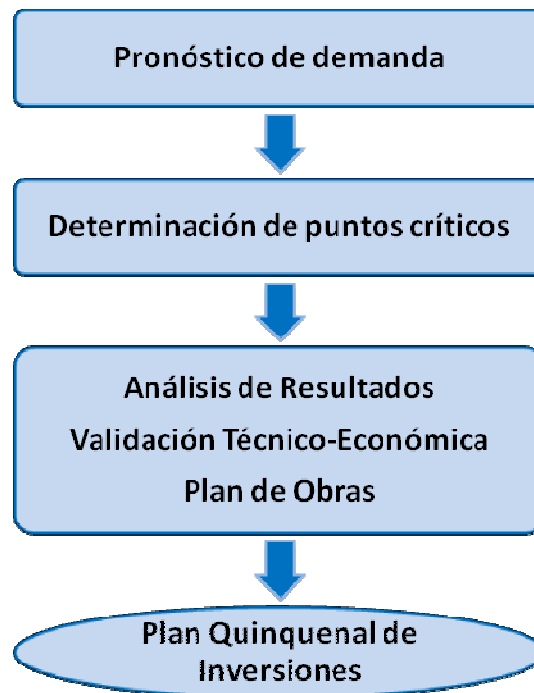 Pronóstico de demanda
Determinación de puntos críticos
Análisis de Resultados
Validación Técnico-Económica
Plan de Obras
Plan Quinquenal de
Inversiones